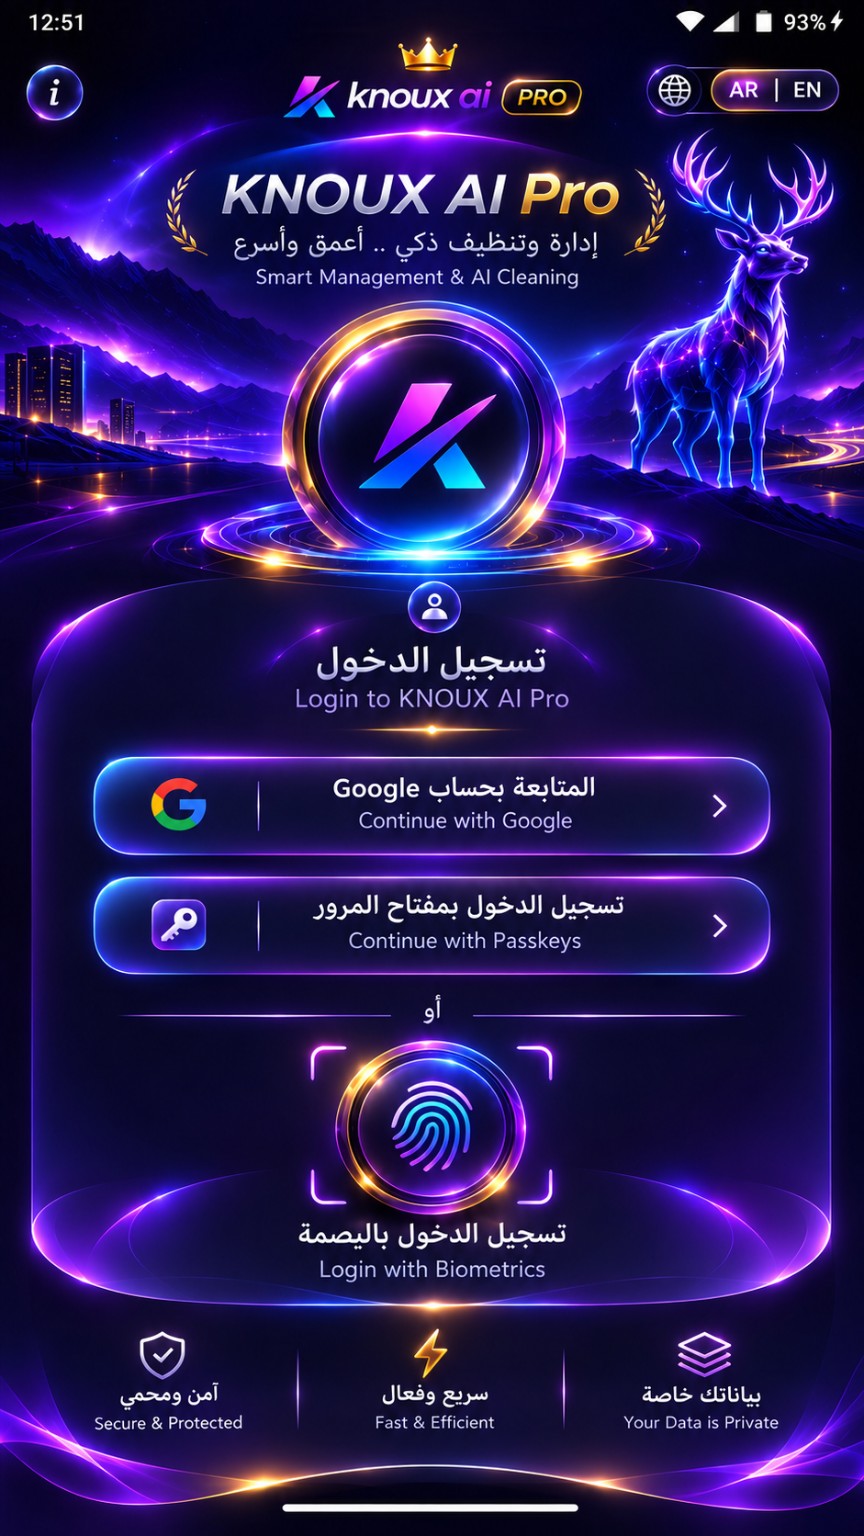 12:51
93%
i
knoux ai PRO
AR | EN
KNOUX AI Pro
إدارة وتنظيف ذكي .. أعمق وأسرع
Smart Management & AI Cleaning
تسجيل الدخول
Login to KNOUX AI Pro
المتابعة بحساب Google
Continue with Google
تسجيل الدخول بمفتاح المرور
Continue with Passkeys
أو
تسجيل الدخول باليصمة
Login with Biometrics
آمن ومحمي
Secure & Protected
سريع وفعال
Fast & Efficient
بياناتك خاصة
Your Data is Private